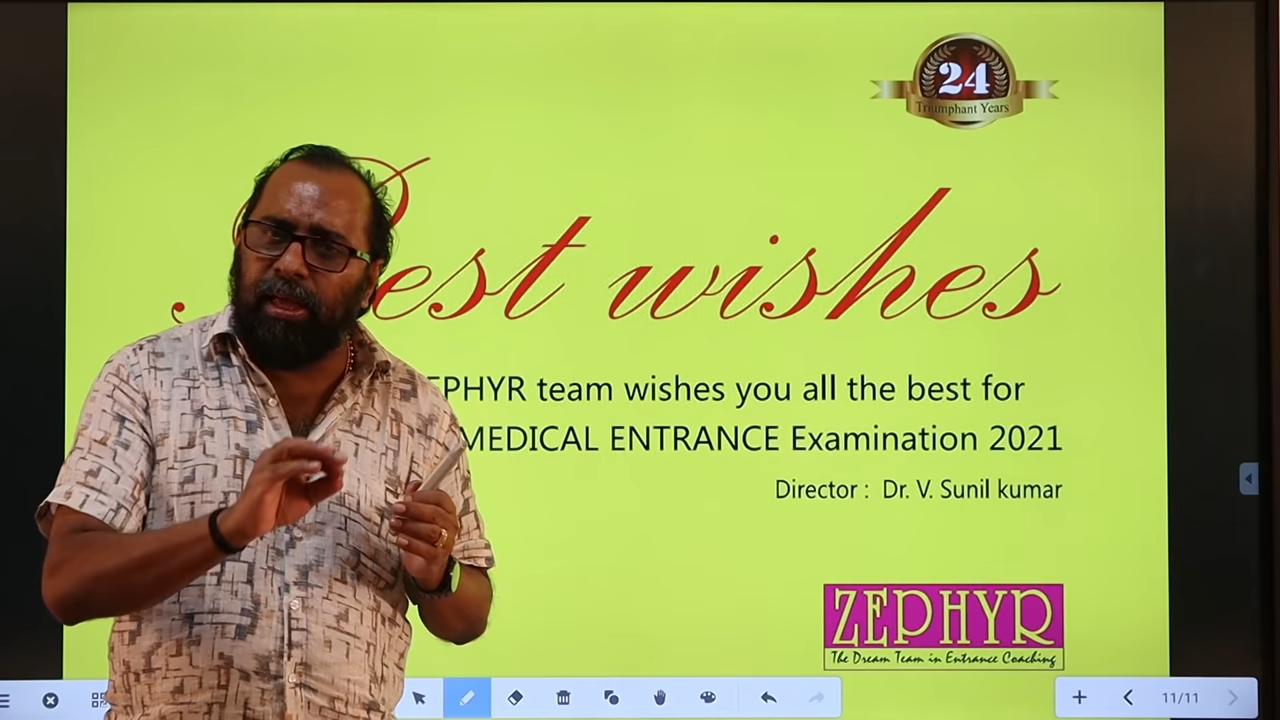 24
Triumphant Years
Best wishes
EPHYR team wishes you all the best for
MEDICAL ENTRANCE Examination 2021
Director : Dr. V. Sunil kumar
ZEPHYR
The Dream Team in Entrance Coaching
11/11